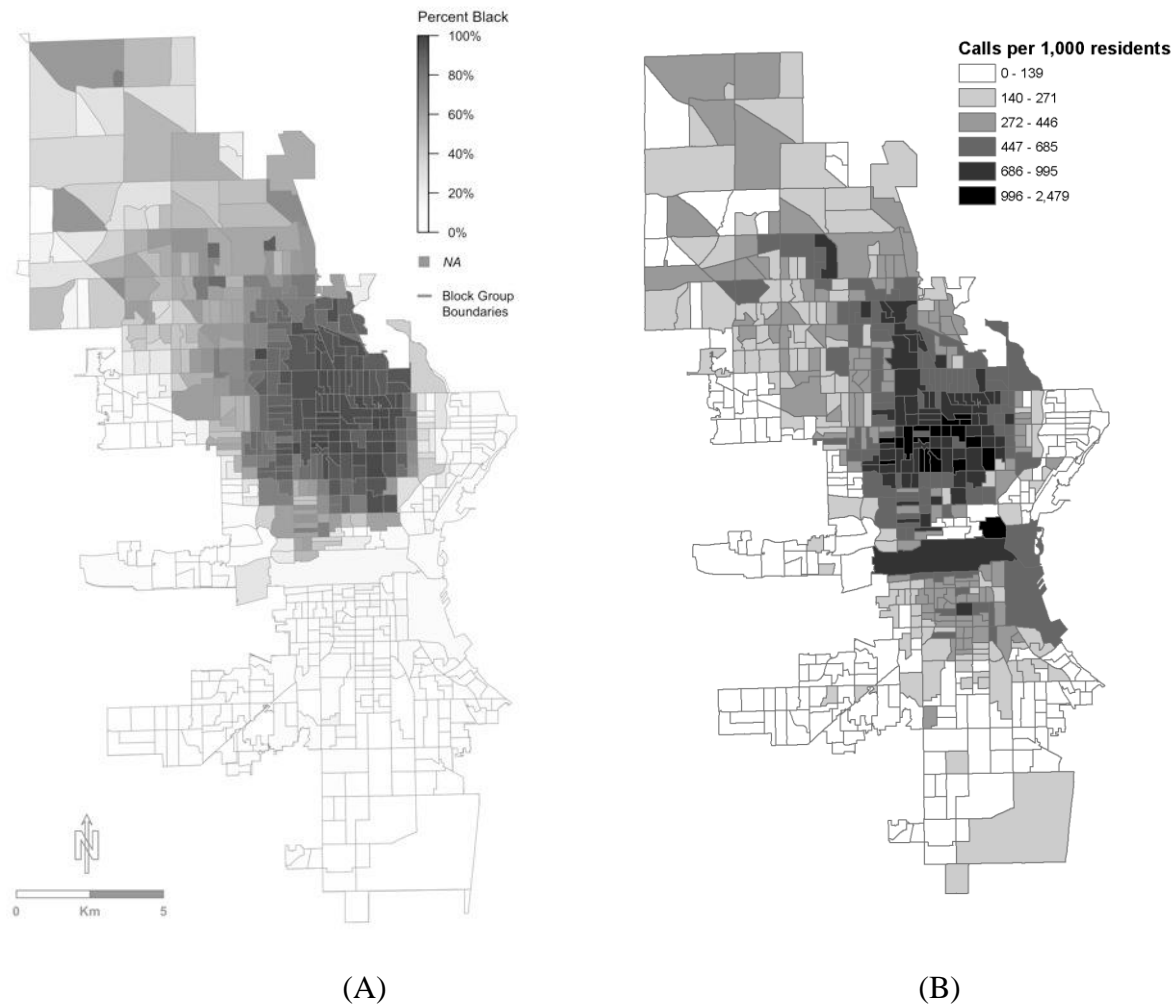 Percent Black
100%
80%
60%
40%
20%
0%
NA
Block Group
Boundaries
N
0 Km 5
(A)
Calls per 1,000 residents
0 - 139
140 - 271
272 - 446
447 - 685
686 - 995
996 - 2,479
(B)